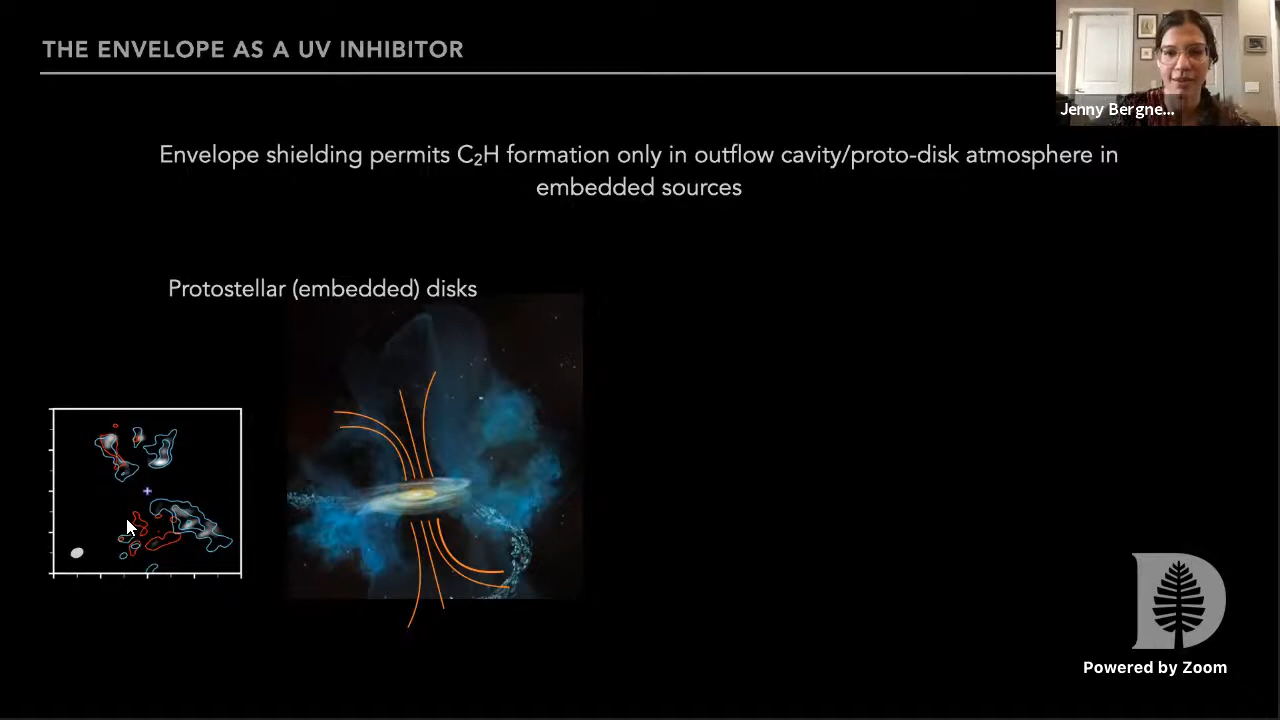 THE ENVELOPE AS A UV INHIBITOR
Jenny Bergne...
Envelope shielding permits C₂H formation only in outflow cavity/proto-disk atmosphere in
embedded sources
Protostellar (embedded) disks
D
Powered by Zoom